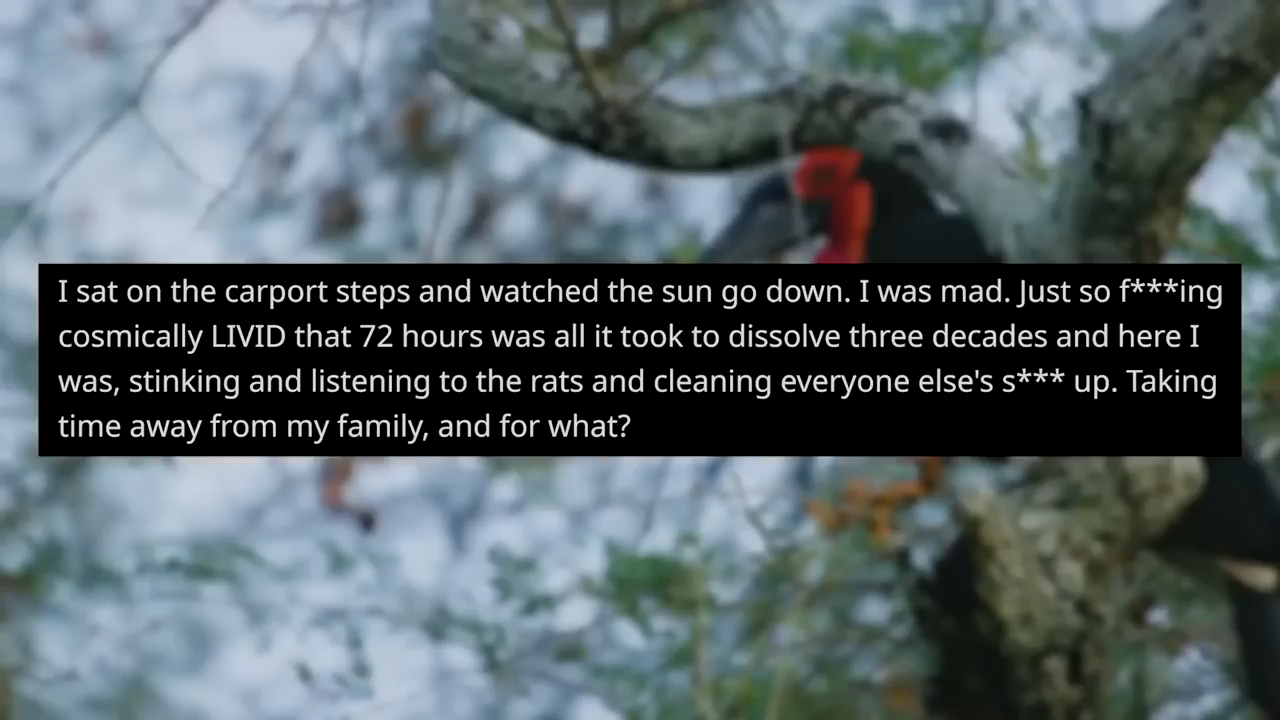 I sat on the carport steps and watched the sun go down. I was mad. Just so f***ing
cosmically LIVID that 72 hours was all it took to dissolve three decades and here I
was, stinking and listening to the rats and cleaning everyone else's s*** up. Taking
time away from my family, and for what?